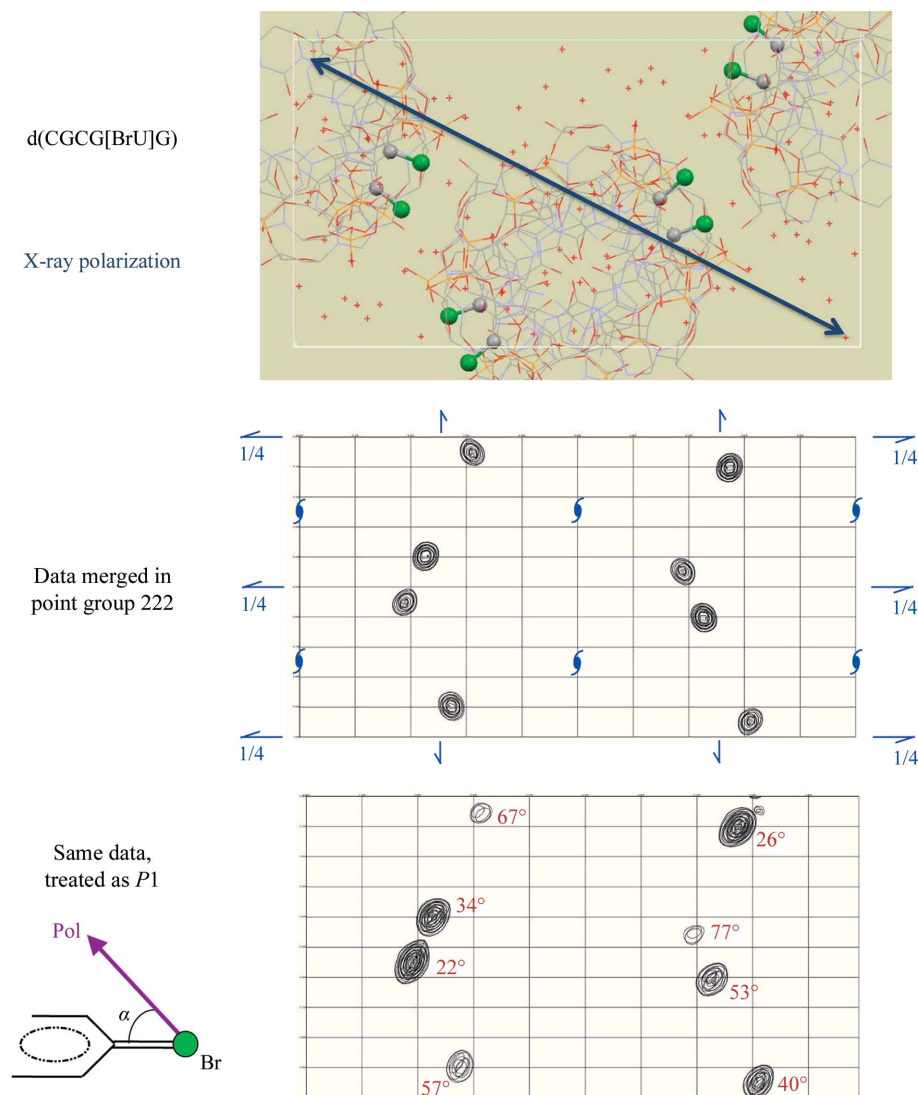 d(CGCG[BrU]G)
X-ray polarization
1/4
1/4
Data merged in
point group 222
1/4
1/4
1/4
1/4
Same data,
treated as P1
Pol
α
Br
67°
26°
34°
77°
22°
53°
57°
40°